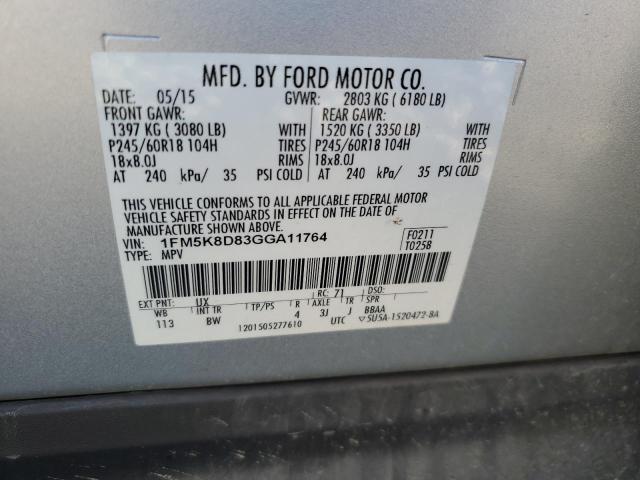 MFD. BY FORD MOTOR CO.
DATE: 05/15 GVWR: 2803 KG ( 6180 LB)
FRONT GAWR: REAR GAWR:
1397 KG ( 3080 LB) WITH 1520 KG ( 3350 LB) WITH
P245/60R18 104H TIRES P245/60R18 104H TIRES
18x8.0J RIMS 18x8.0J RIMS
AT 240 kPa/ 35 PSI COLD AT 240 kPa/ 35 PSI COLD
THIS VEHICLE CONFORMS TO ALL APPLICABLE FEDERAL MOTOR
VEHICLE SAFETY STANDARDS IN EFFECT ON THE DATE OF
MANUFACTURE SHOWN ABOVE.
VIN: 1FM5K8D83GGA11764 F0211
TYPE: MPV T025B
EXT PNT: UX RC: 71 DSO:
WB INT TR TP/PS R AXLE TR SPR
113 BW 4 3J J BBAA
1201505277610 UTC ▽5U5A-1520472-BA